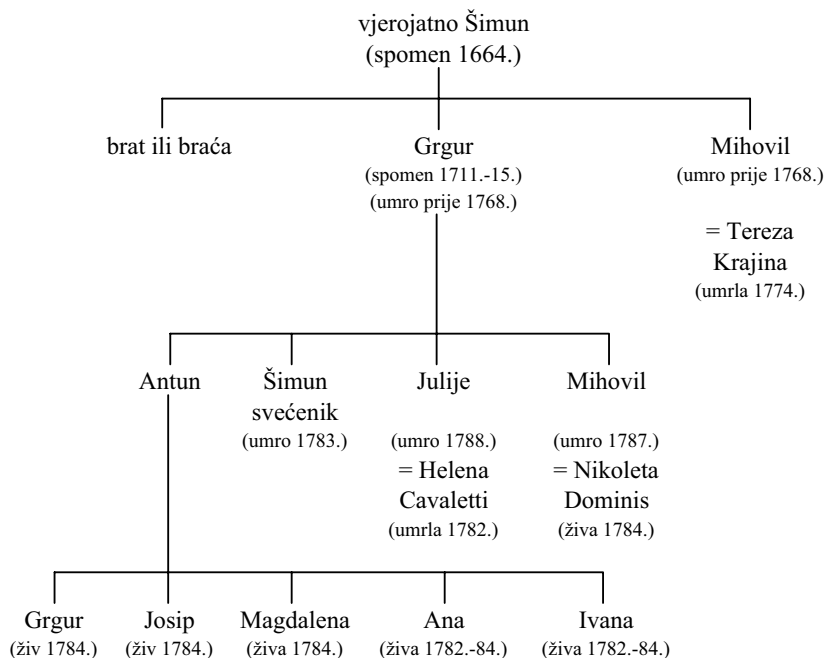 vjerojatno Šimun
(spomen 1664.)
brat ili braća
Grgur
(spomen 1711.-15.)
(umro prije 1768.)
Mihovil
(umro prije 1768.)
= Tereza
Krajina
(umrla 1774.)
Antun
Šimun
svećenik
(umro 1783.)
Julije
(umro 1788.)
= Helena
Cavaletti
(umrla 1782.)
Mihovil
(umro 1787.)
= Nikoleta
Dominis
(živa 1784.)
Grgur
(živ 1784.)
Josip
(živ 1784.)
Magdalena
(živa 1784.)
Ana
(živa 1782.-84.)
Ivana
(živa 1782.-84.)